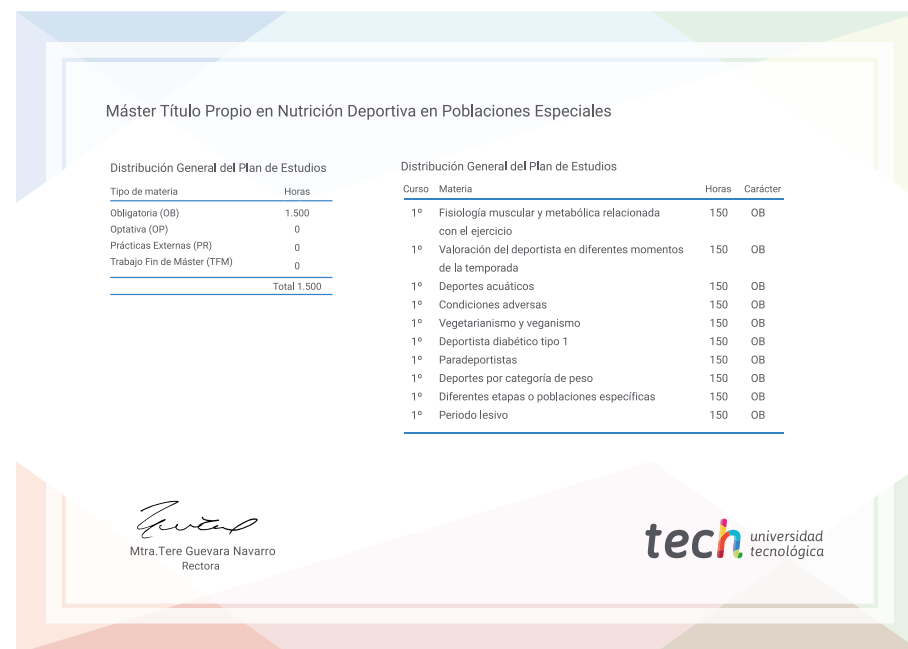 Máster Título Propio en Nutrición Deportiva en Poblaciones Especiales
Distribución General del Plan de Estudios
Tipo de materia Horas
Obligatoria (OB) 1.500
Optativa (OP) 0
Prácticas Externas (PR) 0
Trabajo Fin de Máster (TFM) 0
Total 1.500
Distribución General del Plan de Estudios
Curso Materia Horas Carácter
1º Fisiología muscular y metabólica relacionada 150 OB
con el ejercicio
1º Valoración del deportista en diferentes momentos 150 OB
de la temporada
1º Deportes acuáticos 150 OB
1º Condiciones adversas 150 OB
1º Vegetarianismo y veganismo 150 OB
1º Deportista diabético tipo 1 150 OB
1º Paradeportistas 150 OB
1º Deportes por categoría de peso 150 OB
1º Diferentes etapas o poblaciones específicas 150 OB
1º Periodo lesivo 150 OB
Mtra.Tere Guevara Navarro
Rectora
tech universidad
tecnológica